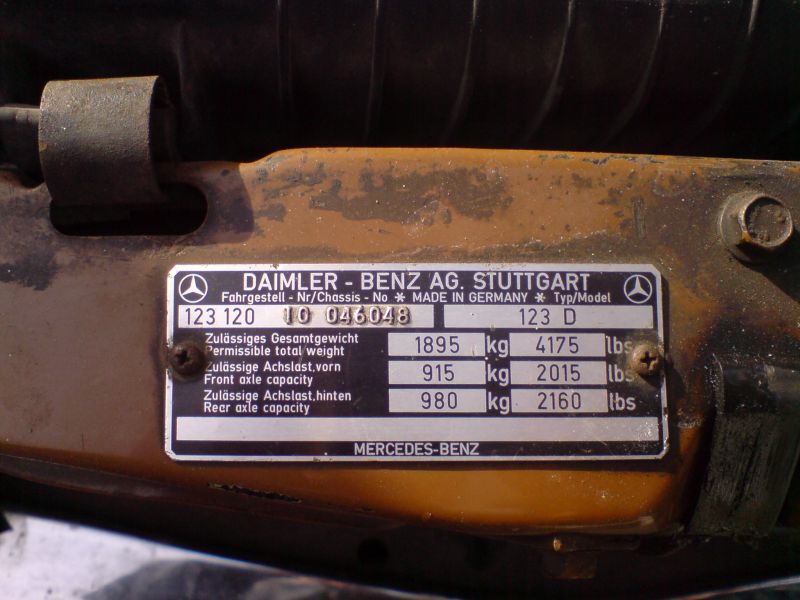 DAIMLER - BENZ AG. STUTTGART
Fahrgestell - Nr/Chassis - No * MADE IN GERMANY * Typ/Model
123 120 10 046048 123 D
Zulässiges Gesamtgewicht
Permissible total weight 1895 kg 4175 lbs
Zulässige Achslast,vorn
Front axle capacity 915 kg 2015 lbs
Zulässige Achslast,hinten
Rear axle capacity 980 kg 2160 lbs
MERCEDES-BENZ